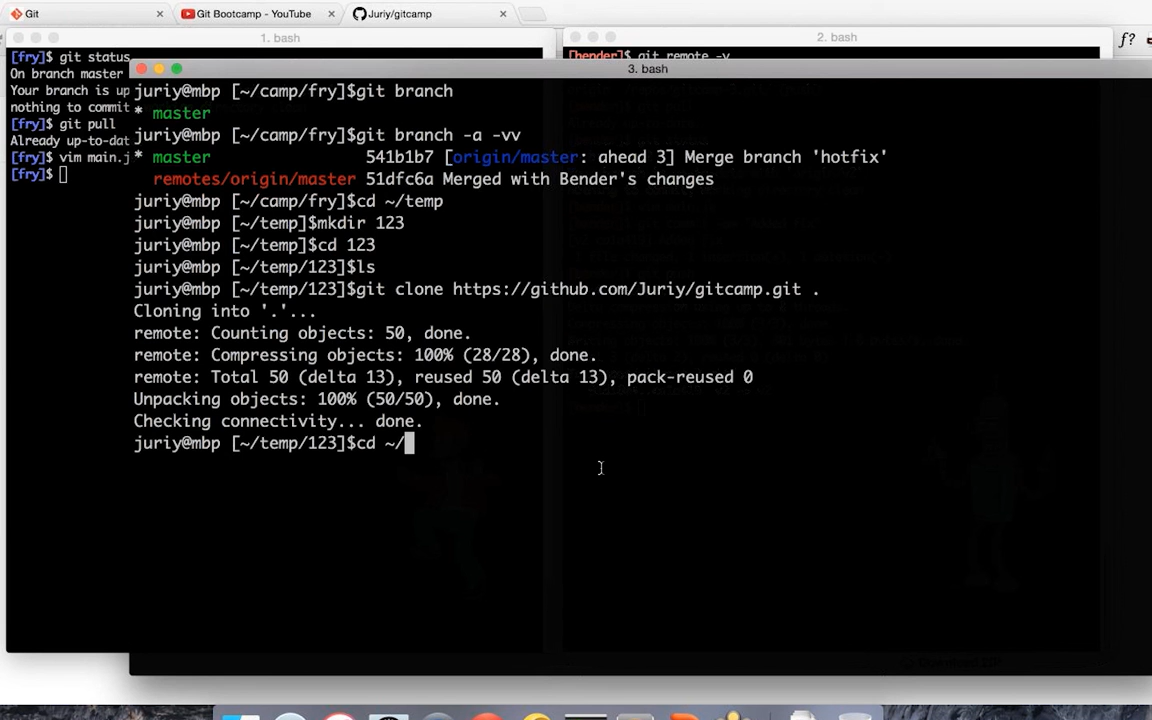 Git
Git Bootcamp - YouTube
Juriy/gitcamp
1. bash
2. bash
f?
[fry]$ git status
On branch master
Your branch is up
nothing to commit
[fry]$ git pull
Already up-to-dat
[fry]$ vim main.j
[fry]$
[bender]$ git remote -v
3. bash
juriy@mbp [~/camp/fry]$git branch
* master
juriy@mbp [~/camp/fry]$git branch -a -vv
* master 541b1b7 [origin/master: ahead 3] Merge branch 'hotfix'
remotes/origin/master 51dfc6a Merged with Bender's changes
juriy@mbp [~/camp/fry]$cd ~/temp
juriy@mbp [~/temp]$mkdir 123
juriy@mbp [~/temp]$cd 123
juriy@mbp [~/temp/123]$ls
juriy@mbp [~/temp/123]$git clone https://github.com/Juriy/gitcamp.git .
Cloning into '.'...
remote: Counting objects: 50, done.
remote: Compressing objects: 100% (28/28), done.
remote: Total 50 (delta 13), reused 50 (delta 13), pack-reused 0
Unpacking objects: 100% (50/50), done.
Checking connectivity... done.
juriy@mbp [~/temp/123]$cd ~/